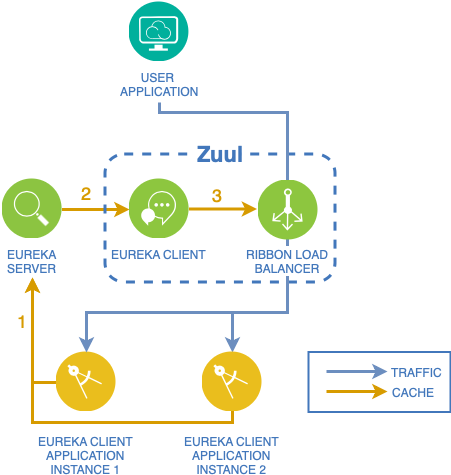 USER
APPLICATION
Zuul
2
3
EUREKA
SERVER
EUREKA CLIENT
RIBBON LOAD
BALANCER
1
TRAFFIC
CACHE
EUREKA CLIENT
APPLICATION
INSTANCE 1
EUREKA CLIENT
APPLICATION
INSTANCE 2